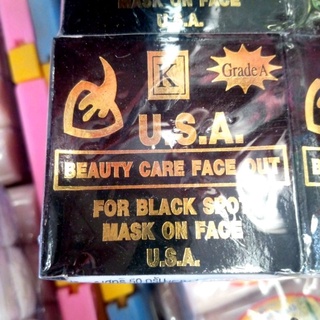 MASK ON FACE
U.S.A.
K
Grade A
U.S.A.
BEAUTY CARE FACE OUT
FOR BLACK SPOT
MASK ON FACE
U.S.A.